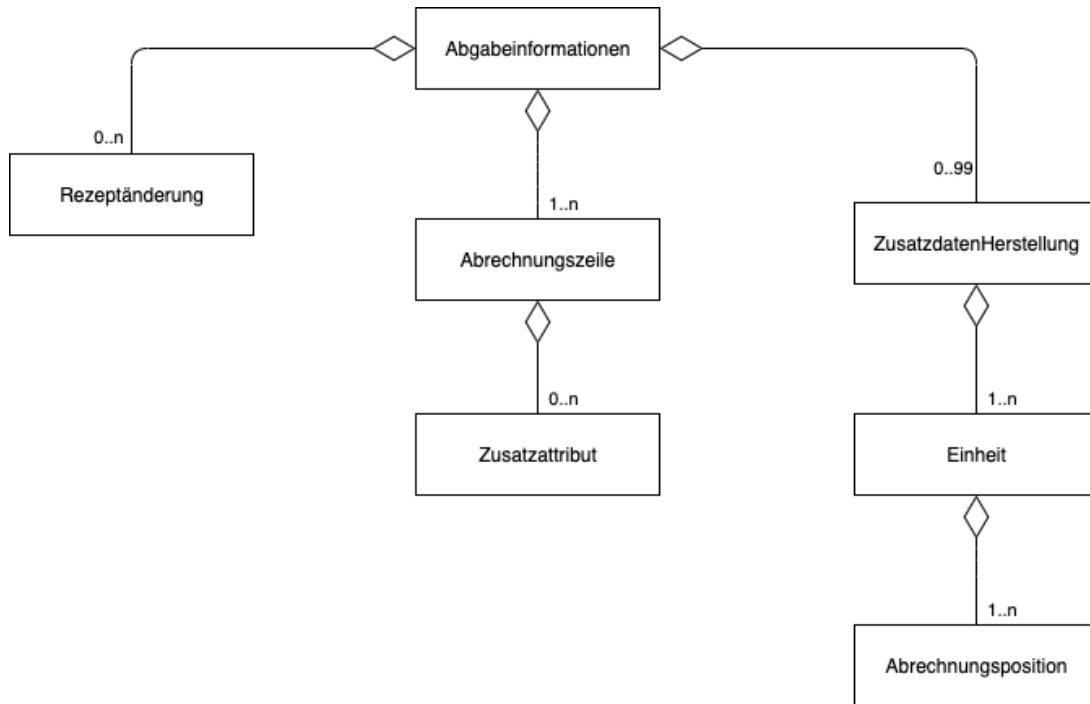 Abgabeinformationen
0..n
Rezeptänderung
1..n
Abrechnungszeile
0..n
Zusatzattribut
0..99
ZusatzdatenHerstellung
1..n
Einheit
1..n
Abrechnungsposition